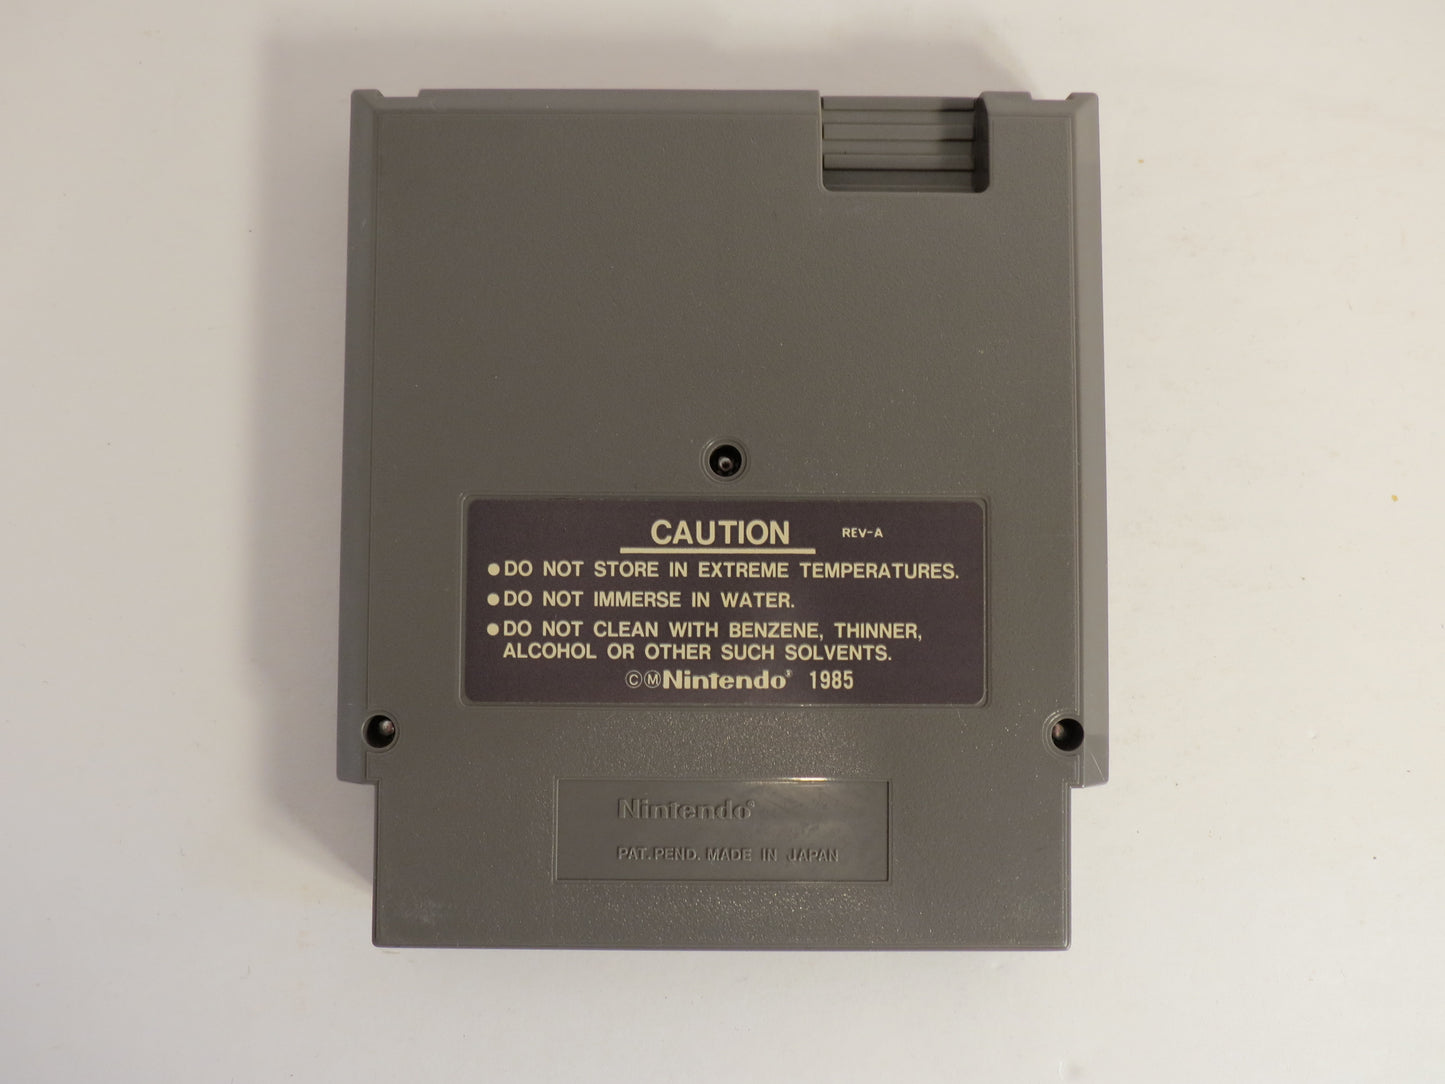 CAUTION REV-A
●DO NOT STORE IN EXTREME TEMPERATURES.
●DO NOT IMMERSE IN WATER.
●DO NOT CLEAN WITH BENZENE, THINNER,
ALCOHOL OR OTHER SUCH SOLVENTS.
ⒸⓂNintendo® 1985
Nintendo®
PAT. PEND. MADE IN JAPAN